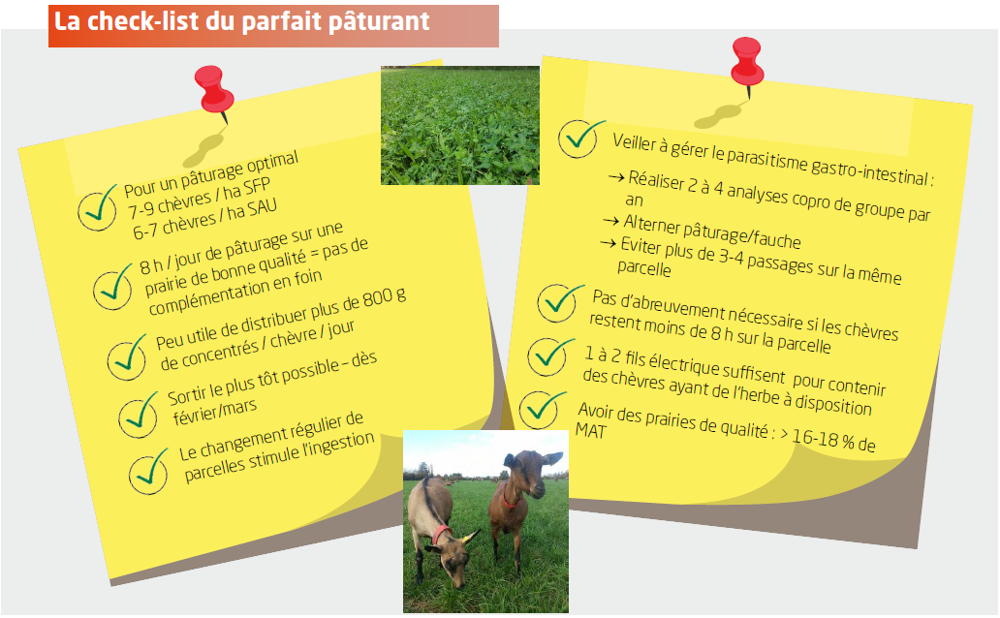 La check-list du parfait pâturant
Pour un pâturage optimal
7-9 chèvres / ha SFP
6-7 chèvres / ha SAU
8 h / jour de pâturage sur une
prairie de bonne qualité = pas de
complémentation en foin
Peu utile de distribuer plus de 800 g
de concentrés / chèvre / jour
Sortir le plus tôt possible – dès
février/mars
Le changement régulier de
parcelles stimule l'ingestion
Veiller à gérer le parasitisme gastro-intestinal :
→ Réaliser 2 à 4 analyses copro de groupe par
an
→ Alterner pâturage/fauche
→ Eviter plus de 3-4 passages sur la même
parcelle
Pas d'abreuvement nécessaire si les chèvres
restent moins de 8 h sur la parcelle
1 à 2 fils électrique suffisent pour contenir
des chèvres ayant de l'herbe à disposition
Avoir des prairies de qualité : > 16-18 % de
MAT